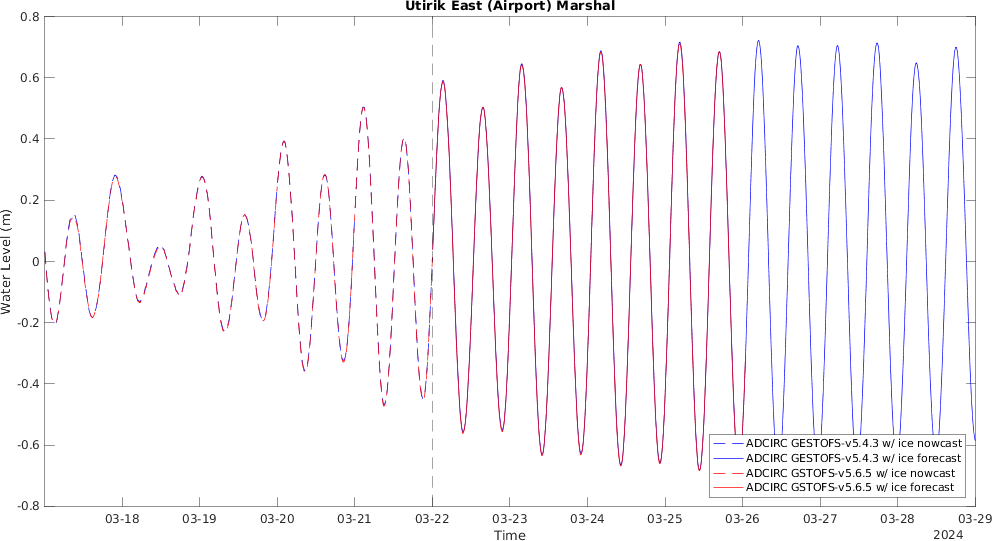 Utirik East (Airport) Marshal
0.8
0.6
0.4
0.2
0
-0.2
-0.4
-0.6
-0.8
Water Level (m)
ADCIRC GESTOFS-v5.4.3 w/ ice nowcast
ADCIRC GESTOFS-v5.4.3 w/ ice forecast
ADCIRC GSTOFS-v5.6.5 w/ ice nowcast
ADCIRC GSTOFS-v5.6.5 w/ ice forecast
03-18 03-19 03-20 03-21 03-22 03-23 03-24 03-25 03-26 03-27 03-28 03-29
Time
2024